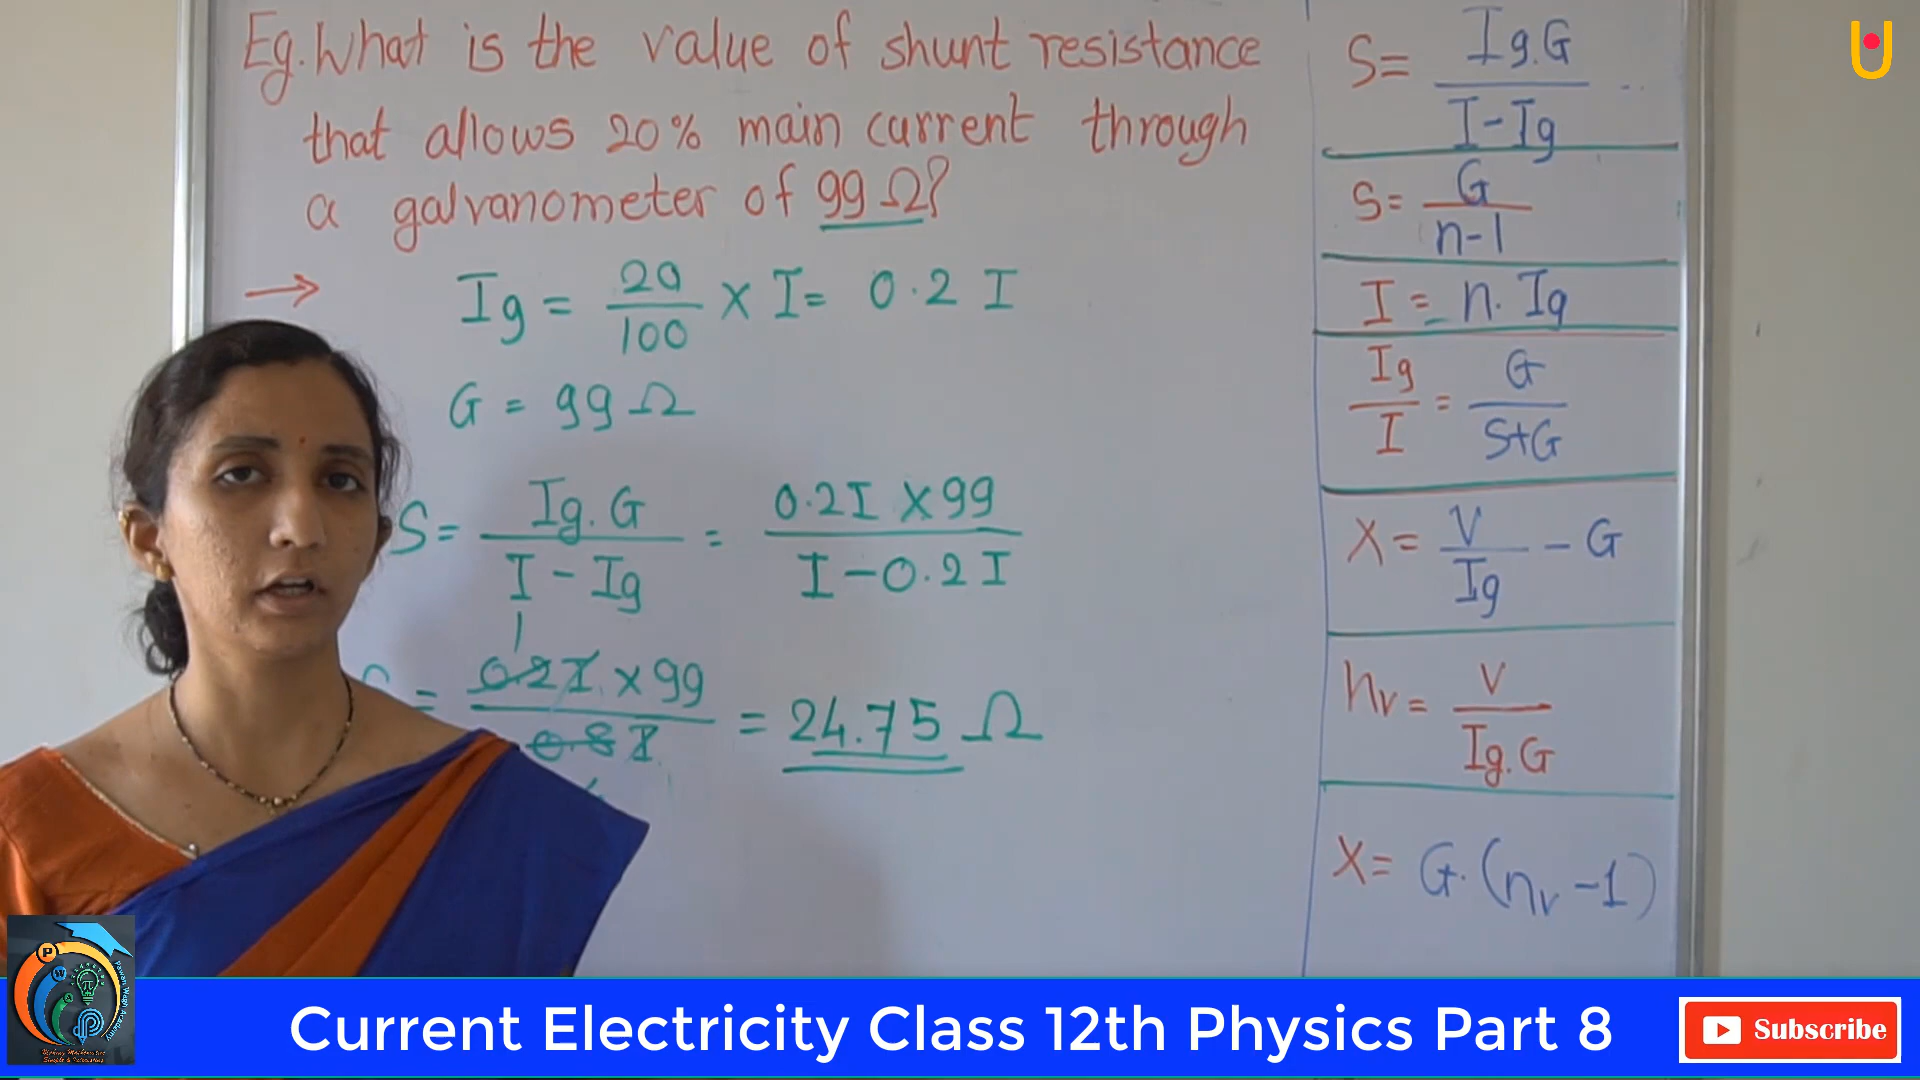 Eg. What is the value of shunt resistance
that allows 20% main current through
a galvanometer of 99 Ω?
→ Ig = 20/100 × I = 0.2 I
G = 99 Ω
S = Ig.G / I - Ig = 0.2I × 99 / I - 0.2I
1
= 0.2I × 99 / 0.8I = 24.75 Ω
S = Ig.G / I - Ig
S = G / n-1
I = n. Ig
Ig / I = G / S+G
X = V / Ig - G
nv = V / Ig.G
X = G.(nv - 1)
Current Electricity Class 12th Physics Part 8
Subscribe